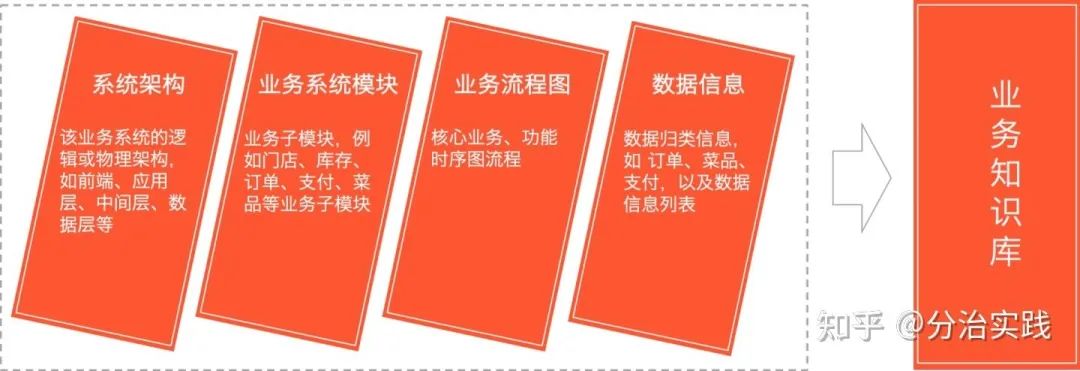 系统架构
该业务系统的逻
辑或物理架构，
如前端、应用
层、中间层、数
据层等
业务系统模块
业务子模块，例
如门店、库存、
订单、支付、菜
品等业务子模块
业务流程图
核心业务、功能
时序图流程
数据信息
数据归类信息，
如 订单、菜品、
支付，以及数据
信息列表
业务知识库
知乎 @分治实践